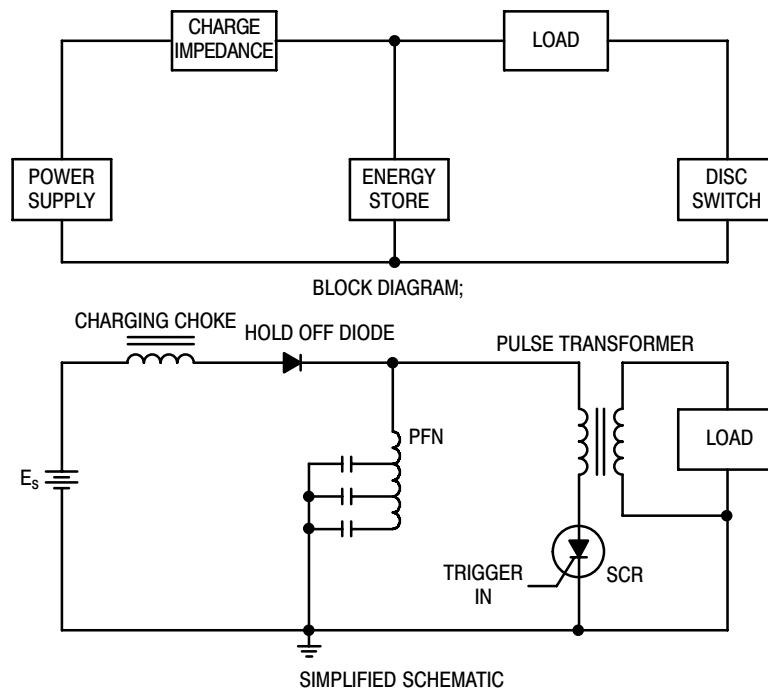 CHARGE
IMPEDANCE
LOAD
POWER
SUPPLY
ENERGY
STORE
DISC
SWITCH
BLOCK DIAGRAM;
CHARGING CHOKE
HOLD OFF DIODE
PULSE TRANSFORMER
PFN
LOAD
Es
TRIGGER
IN
SCR
SIMPLIFIED SCHEMATIC